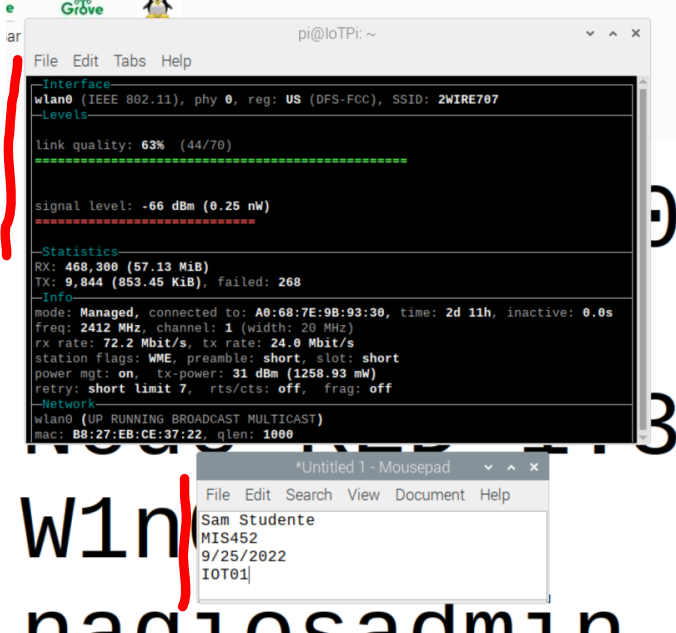 e
Grove
ar
pi@IoTPi: ~
File Edit Tabs Help
Interface
wlan0 (IEEE 802.11), phy 0, reg: US (DFS-FCC), SSID: 2WIRE707
Levels
link quality: 63% (44/70)
signal level: -66 dBm (0.25 nW)
Statistics
RX: 468,300 (57.13 MiB)
TX: 9,844 (853.45 KiB), failed: 268
Info
mode: Managed, connected to: A0:68:7E:9B:93:30, time: 2d 11h, inactive: 0.0s
freq: 2412 MHz, channel: 1 (width: 20 MHz)
rx rate: 72.2 Mbit/s, tx rate: 24.0 Mbit/s
station flags: WME, preamble: short, slot: short
power mgt: on, tx-power: 31 dBm (1258.93 mW)
retry: short limit 7, rts/cts: off, frag: off
Network
wlan0 (UP RUNNING BROADCAST MULTICAST)
mac: B8:27:EB:CE:37:22, qlen: 1000
*Untitled 1 - Mousepad
File Edit Search View Document Help
Sam Studente
MIS452
9/25/2022
IOT01
W1n
nagiosadmin